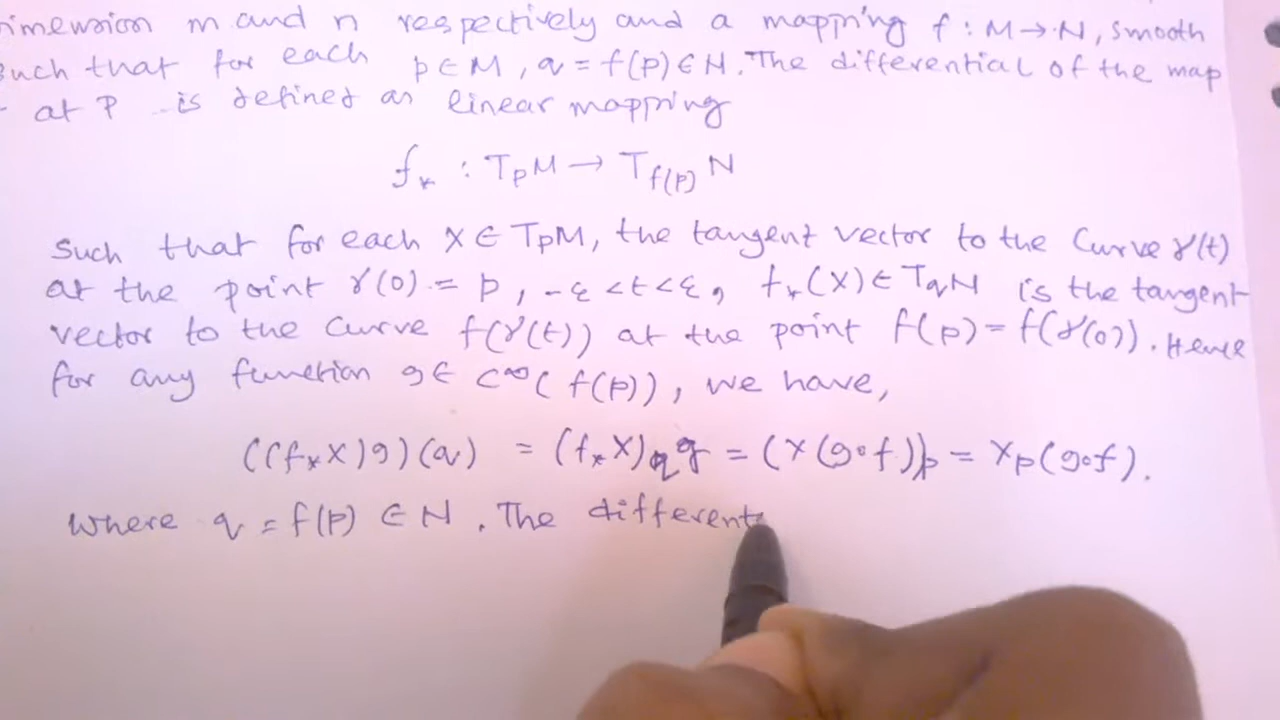 imension m and n respectively and a mapping f : M → N, smooth
such that for each p ∈ M, q = f(p) ∈ N. The differential of the map
at P is defined as linear mapping
f* : TpM → Tf(p) N
Such that for each X ∈ TpM, the tangent vector to the Curve γ(t)
at the point γ(0) = p, -ε < t < ε, f*(X) ∈ TqN is the tangent
vector to the Curve f(γ(t)) at the point f(p) = f(γ(0)). Hence
for any function g ∈ C∞(f(p)), we have,
((f*X)g)(q) = (f*X)q g = (X(g∘f))p = Xp(g∘f).
Where q = f(p) ∈ N. The different